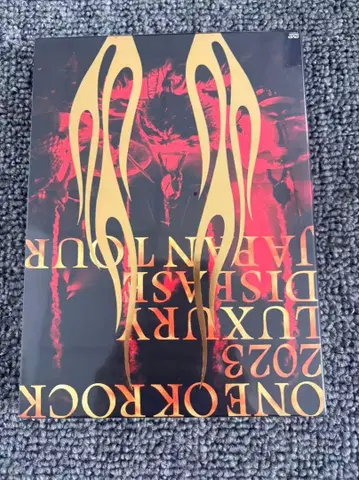 ONE OK ROCK
2023
LUXURY
DISEASE
JAPAN TOUR